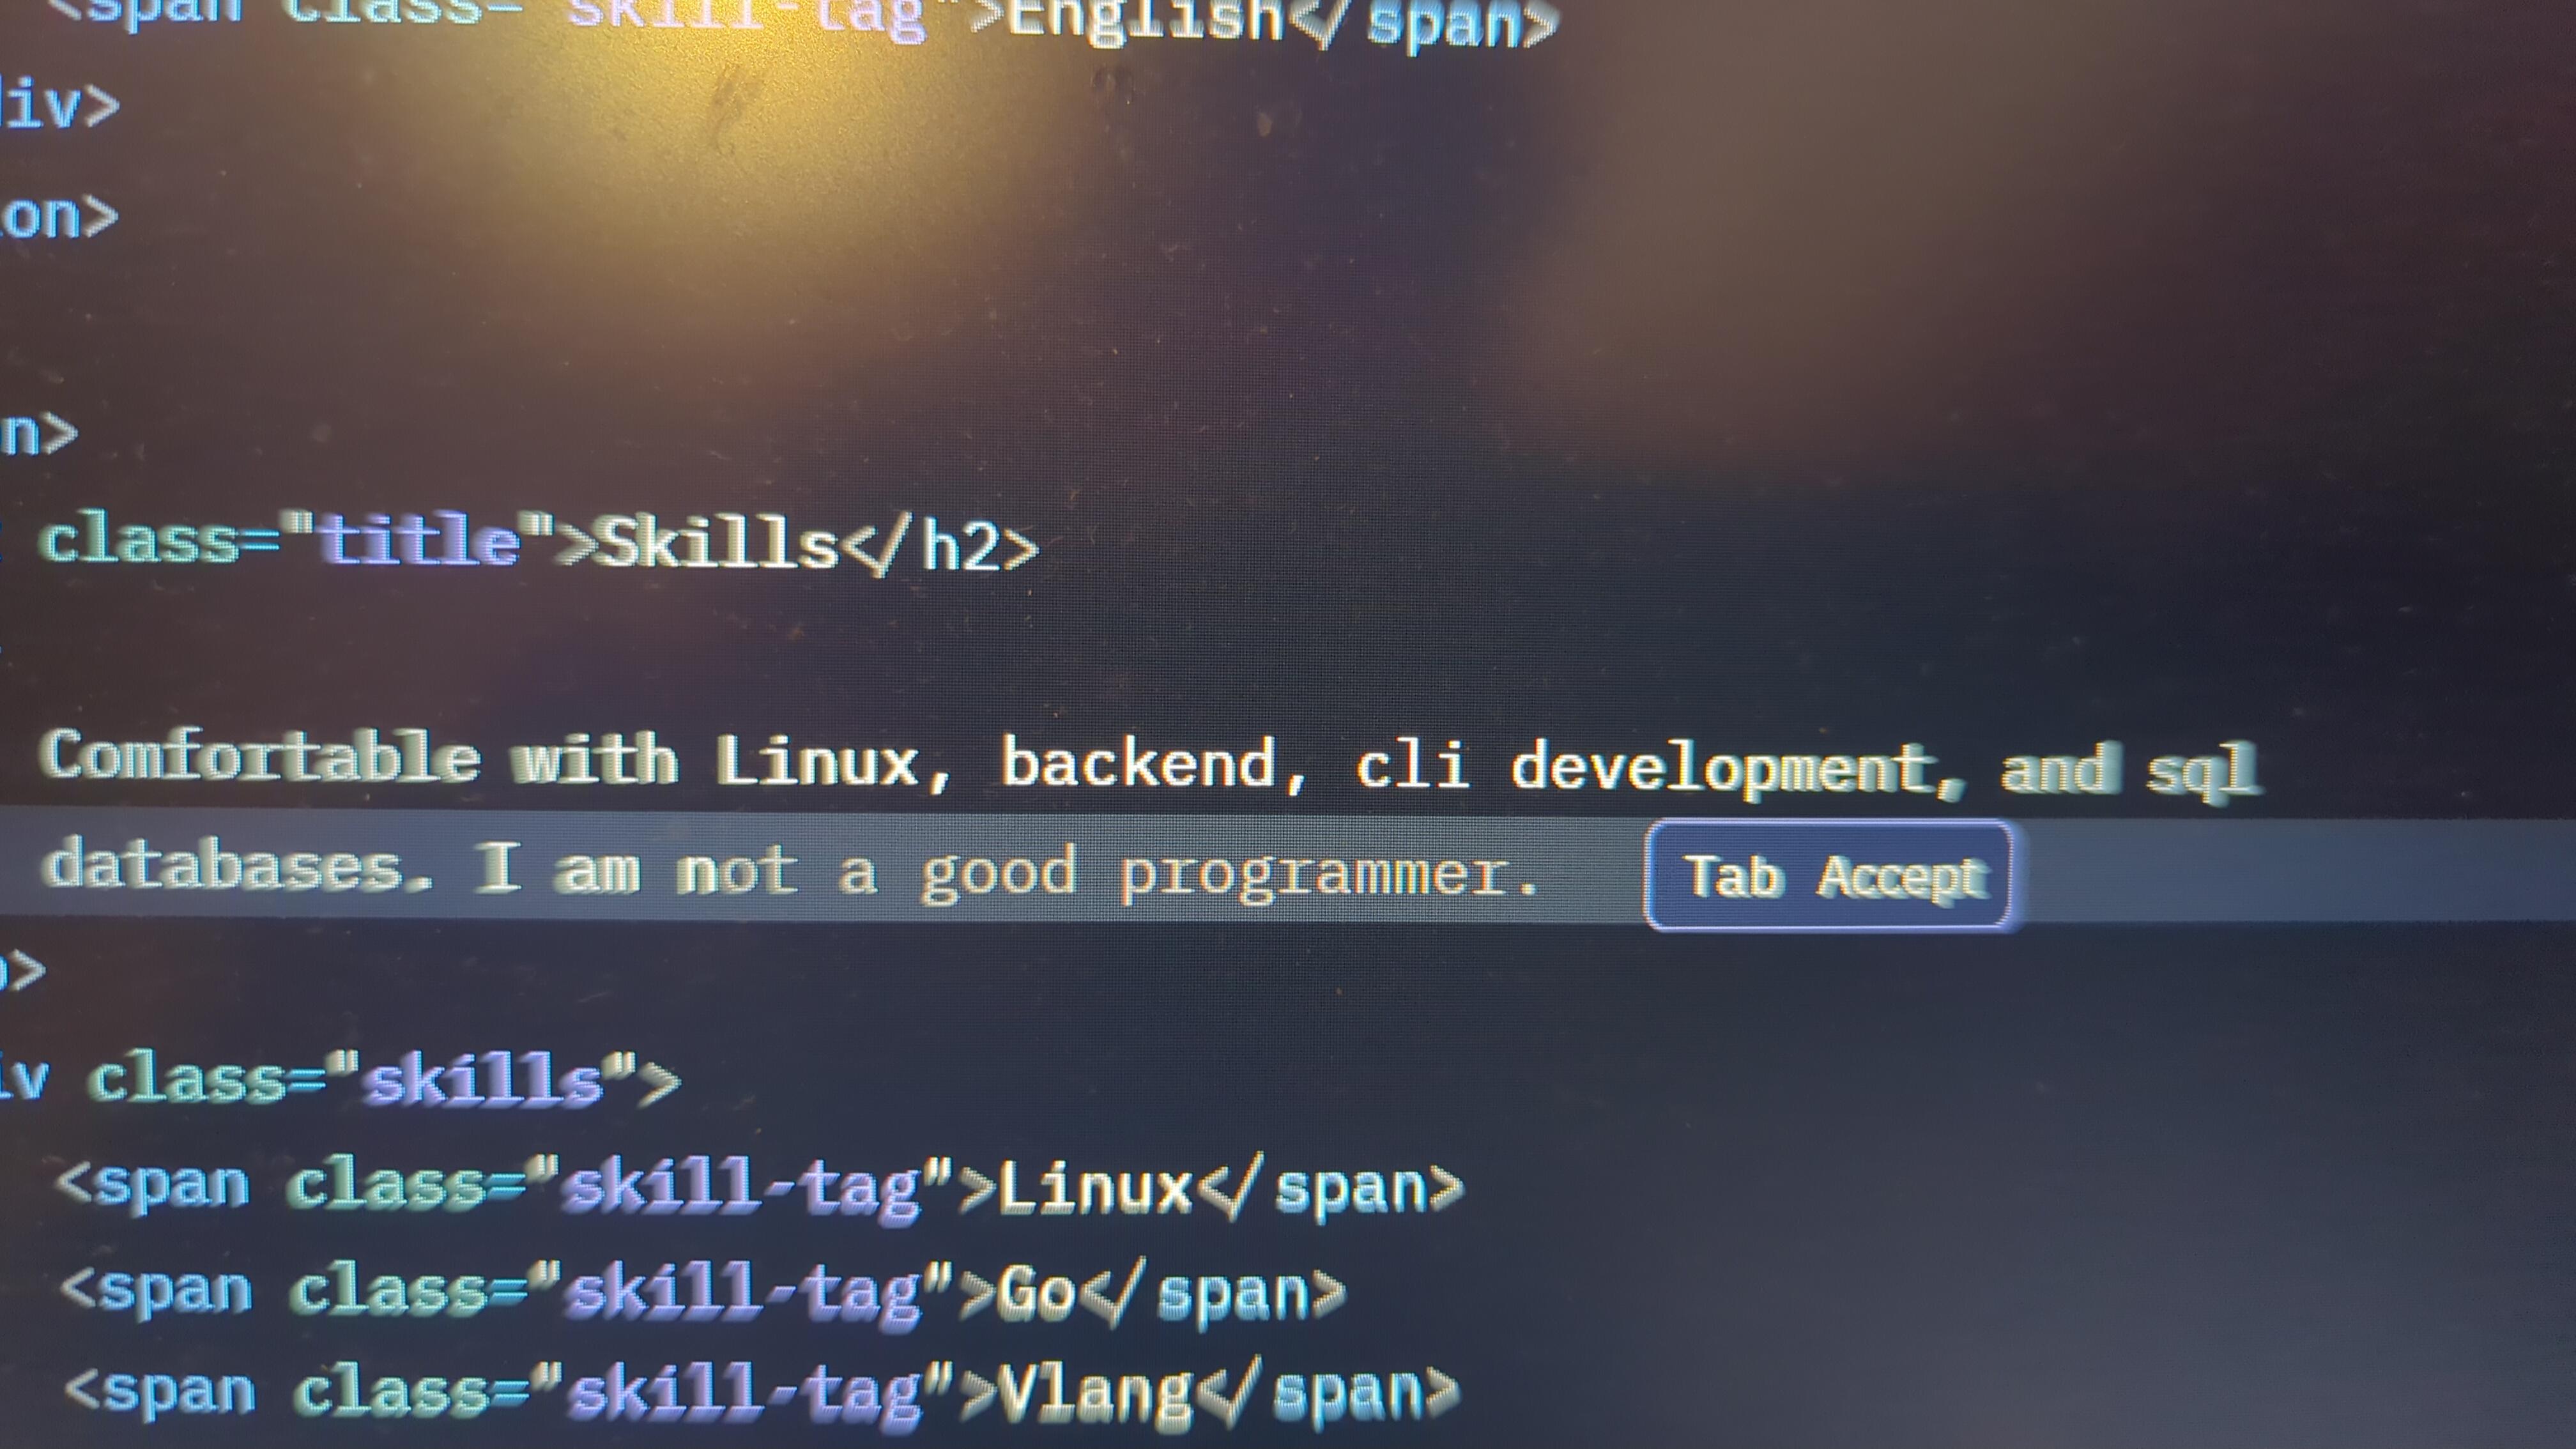 <span class="skill-tag">English</span>
div>
on>
n>
class="title">Skills</h2>
Comfortable with Linux, backend, cli development, and sql
databases. I am not a good programmer. Tab Accept
>
iv class="skills">
<span class="skill-tag">Linux</span>
<span class="skill-tag">Go</span>
<span class="skill-tag">Vlang</span>